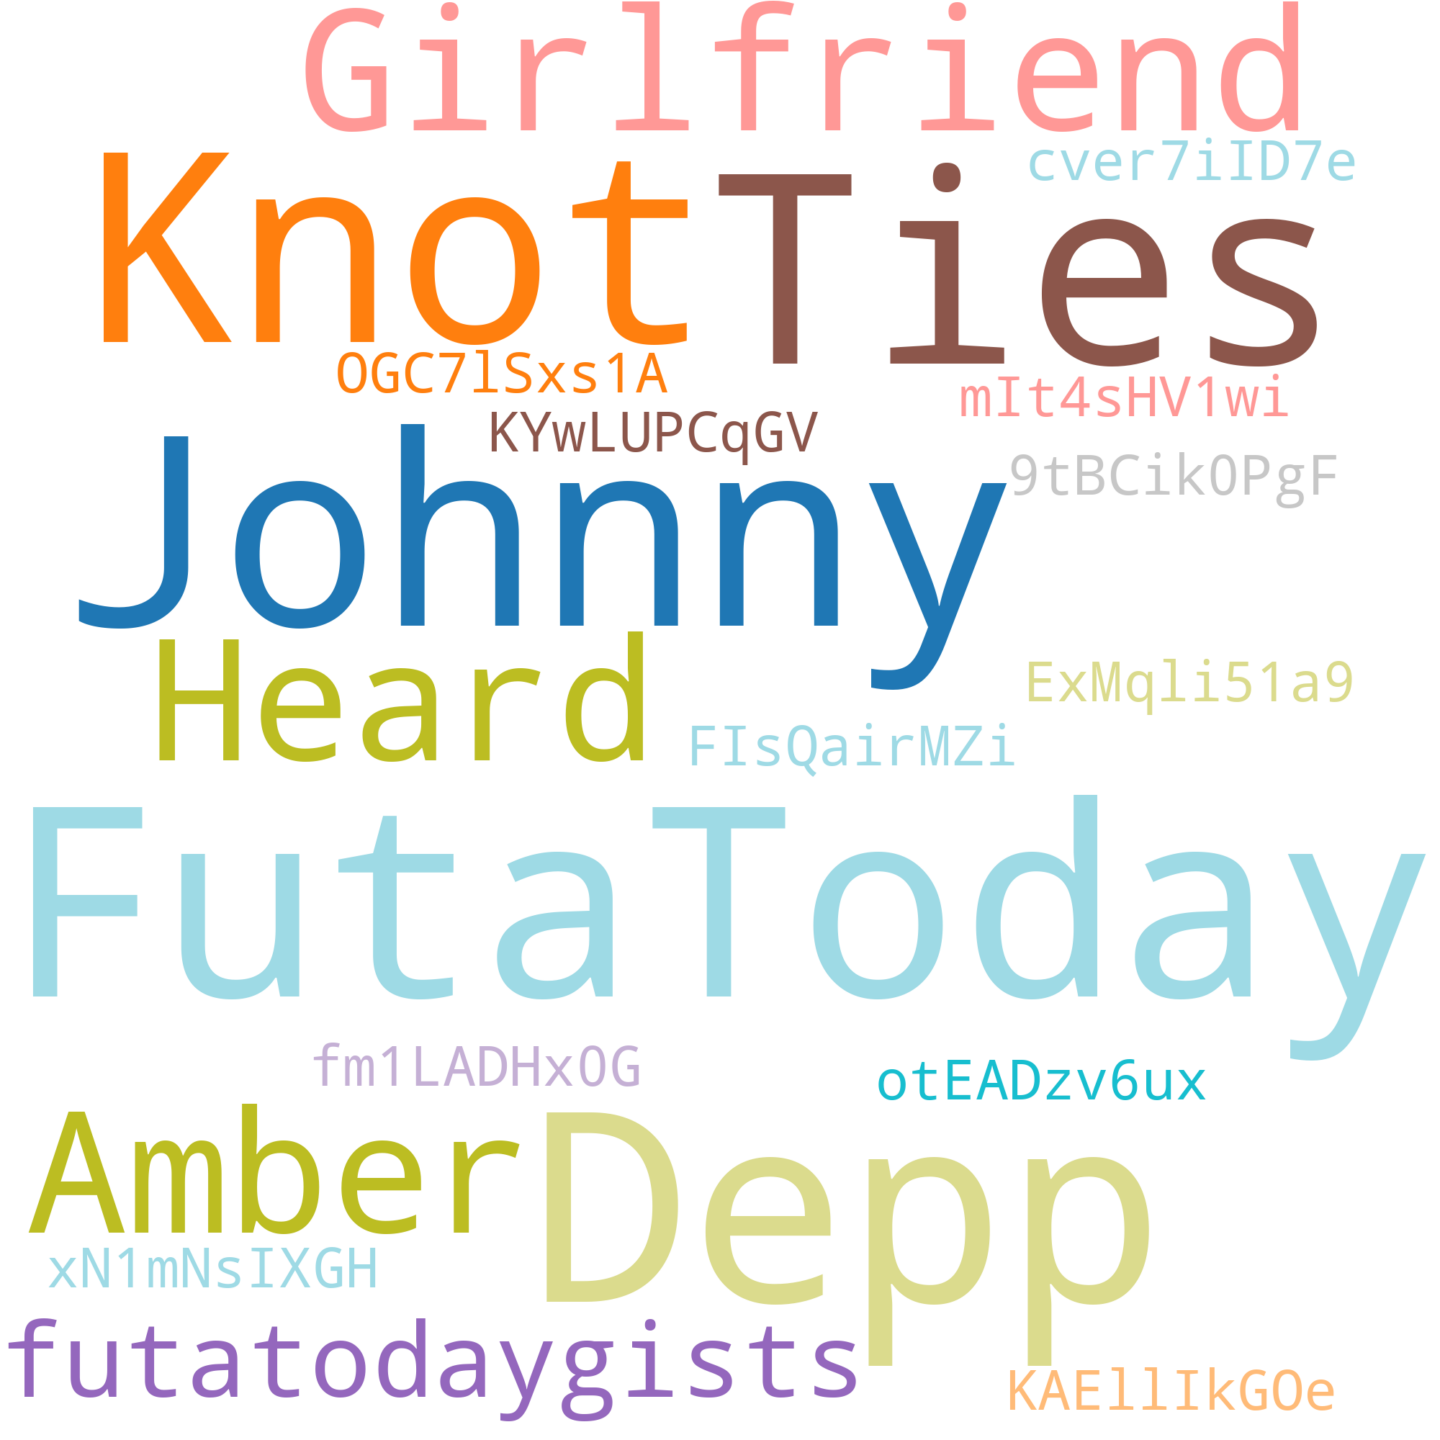 Girlfriend
cver7iID7e
Knot Ties
OGC7lSxs1A
mIt4sHV1wi
KYwLUPCqGV
9tBCik0PgF
Johnny
Heard
ExMqli51a9
FIsQairMZi
FutaToday
fm1LADHx0G
otEADzv6ux
Amber Depp
xN1mNsIXGH
futatodaygists
KAEllIkGOe